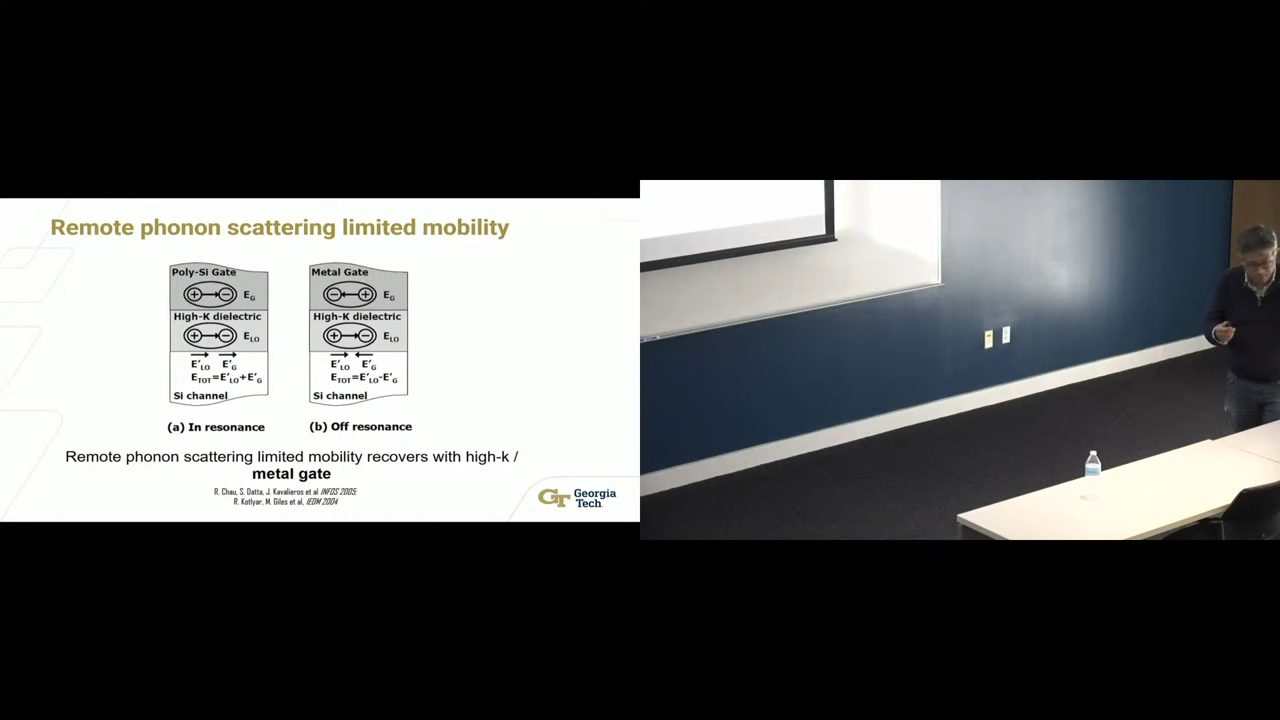 Remote phonon scattering limited mobility
Poly-Si Gate
E_G
High-K dielectric
E_LO
E'_LO E'_G
E_TOT=E'_LO+E'_G
Si channel
(a) In resonance
Metal Gate
E_G
High-K dielectric
E_LO
E'_LO E'_G
E_TOT=E'_LO-E'_G
Si channel
(b) Off resonance
Remote phonon scattering limited mobility recovers with high-k /
metal gate
R. Chau, S. Datta, J. Kavalieros et al INFOS 2005;
R. Kotlyar, M. Giles et al, IEDM 2004
GT Georgia
Tech